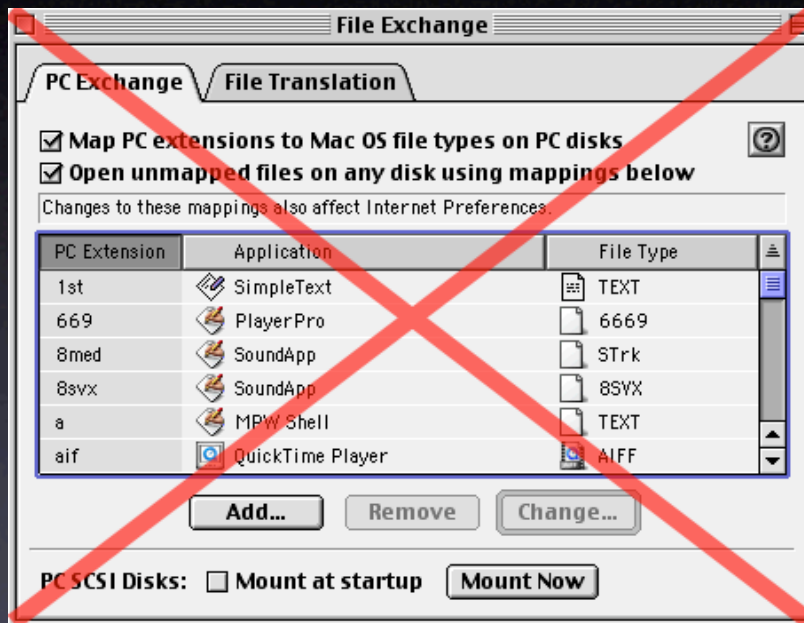 File Exchange
PC Exchange File Translation
Map PC extensions to Mac OS file types on PC disks
Open unmapped files on any disk using mappings below
Changes to these mappings also affect Internet Preferences.
PC Extension Application File Type
1st SimpleText TEXT
669 PlayerPro 6669
8med SoundApp STrk
8svx SoundApp 8SVX
a MPW Shell TEXT
aif QuickTime Player AIFF
Add... Remove Change...
PC SCSI Disks: Mount at startup Mount Now